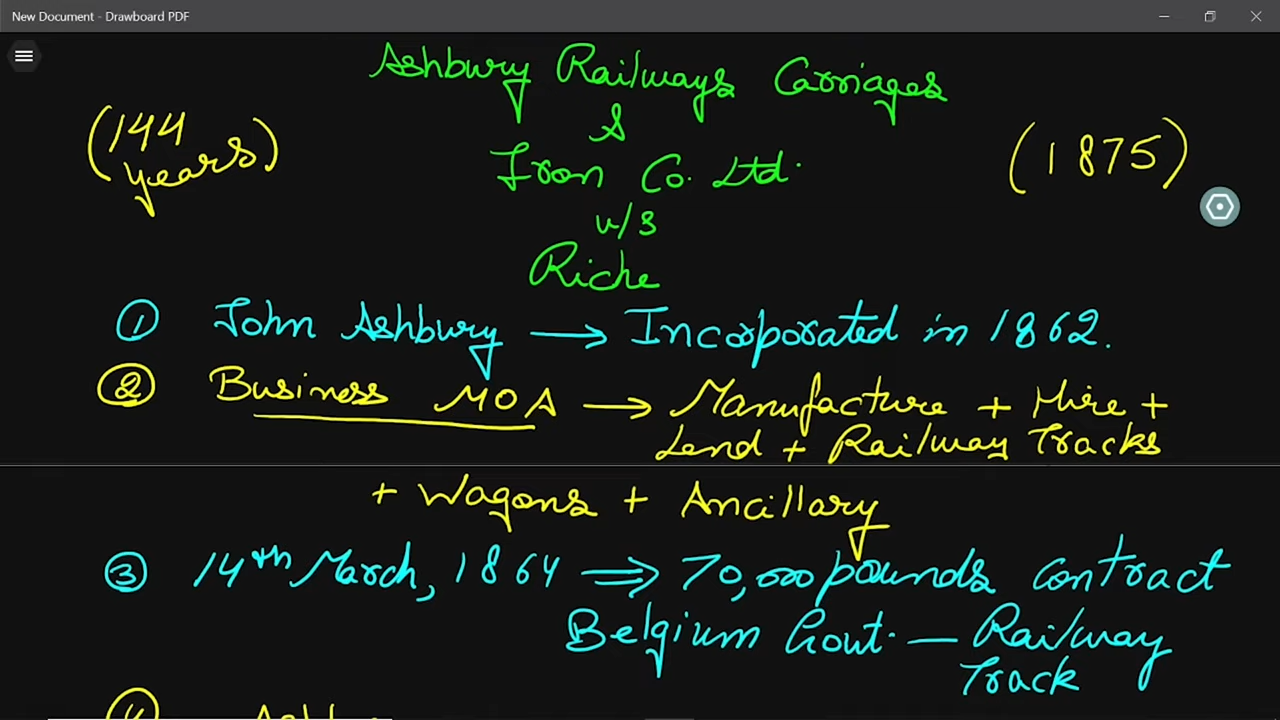 New Document - Drawboard PDF
Ashbury Railways Carriages
&
Iron Co. Ltd.
v/s
Riche
(144 years)
(1875)
① John Ashbury → Incorporated in 1862.
② Business MOA → Manufacture + Hire +
Lend + Railway Tracks
+ Wagons + Ancillary
③ 14th March, 1864 ⇒ 70,000 pounds contract
Belgium Govt. — Railway
Track